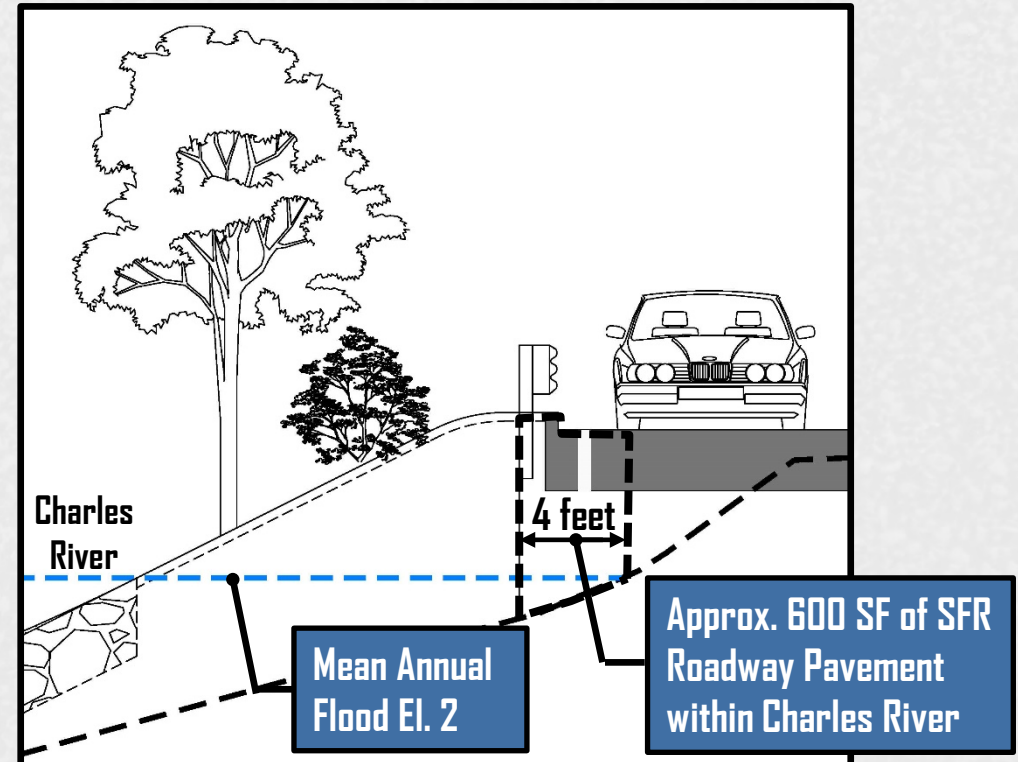 Charles
River
4 feet
Mean Annual
Flood El. 2
Approx. 600 SF of SFR
Roadway Pavement
within Charles River